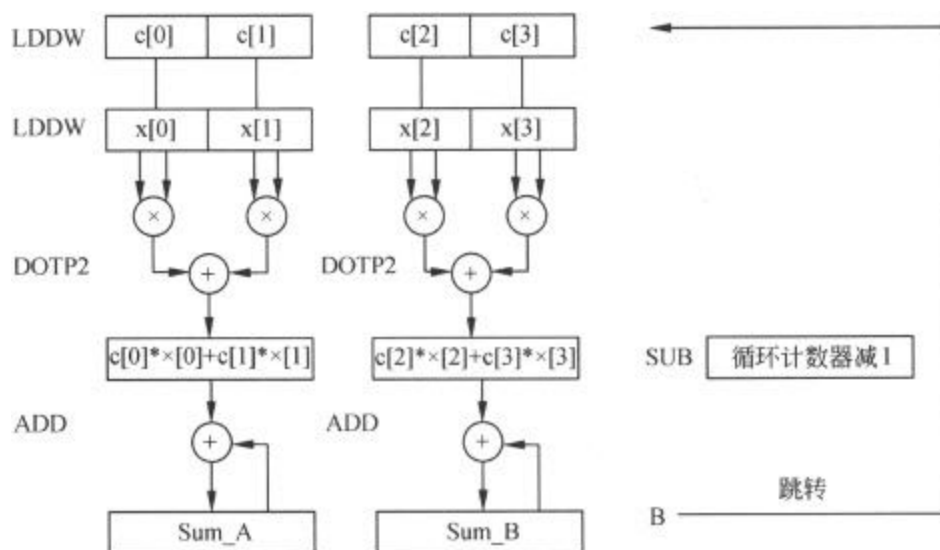 LDDW c[0] c[1] c[2] c[3]
LDDW x[0] x[1] x[2] x[3]
× × × ×
DOTP2 + DOTP2 +
c[0]*×[0]+c[1]*×[1] c[2]*×[2]+c[3]*×[3] SUB 循环计数器减1
ADD + ADD +
跳转
Sum_A Sum_B B